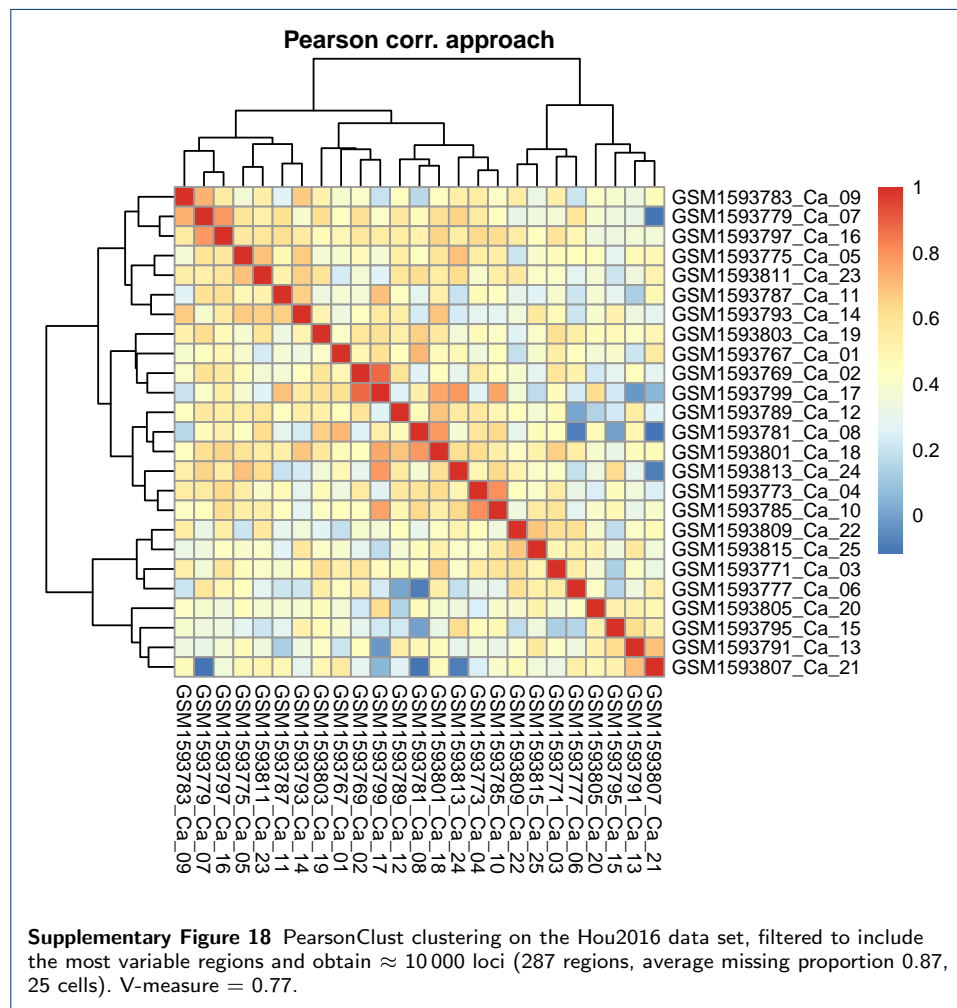 Pearson corr. approach
GSM1593783_Ca_09
GSM1593779_Ca_07
GSM1593797_Ca_16
GSM1593775_Ca_05
GSM1593811_Ca_23
GSM1593787_Ca_11
GSM1593793_Ca_14
GSM1593803_Ca_19
GSM1593767_Ca_01
GSM1593769_Ca_02
GSM1593799_Ca_17
GSM1593789_Ca_12
GSM1593781_Ca_08
GSM1593801_Ca_18
GSM1593813_Ca_24
GSM1593773_Ca_04
GSM1593785_Ca_10
GSM1593809_Ca_22
GSM1593815_Ca_25
GSM1593771_Ca_03
GSM1593777_Ca_06
GSM1593805_Ca_20
GSM1593795_Ca_15
GSM1593791_Ca_13
GSM1593807_Ca_21
1
0.8
0.6
0.4
0.2
0
GSM1593783_Ca_09
GSM1593779_Ca_07
GSM1593797_Ca_16
GSM1593775_Ca_05
GSM1593811_Ca_23
GSM1593787_Ca_11
GSM1593793_Ca_14
GSM1593803_Ca_19
GSM1593767_Ca_01
GSM1593769_Ca_02
GSM1593799_Ca_17
GSM1593789_Ca_12
GSM1593781_Ca_08
GSM1593801_Ca_18
GSM1593813_Ca_24
GSM1593773_Ca_04
GSM1593785_Ca_10
GSM1593809_Ca_22
GSM1593815_Ca_25
GSM1593771_Ca_03
GSM1593777_Ca_06
GSM1593805_Ca_20
GSM1593795_Ca_15
GSM1593791_Ca_13
GSM1593807_Ca_21
Supplementary Figure 18 PearsonClust clustering on the Hou2016 data set, filtered to include
the most variable regions and obtain ≈ 10 000 loci (287 regions, average missing proportion 0.87,
25 cells). V-measure = 0.77.